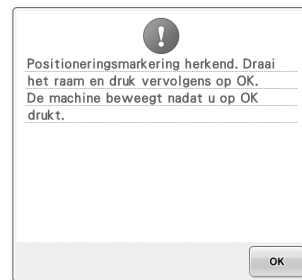 Positioneringsmarkering herkend. Draai
het raam en druk vervolgens op OK.
De machine beweegt nadat u op OK
drukt.
OK